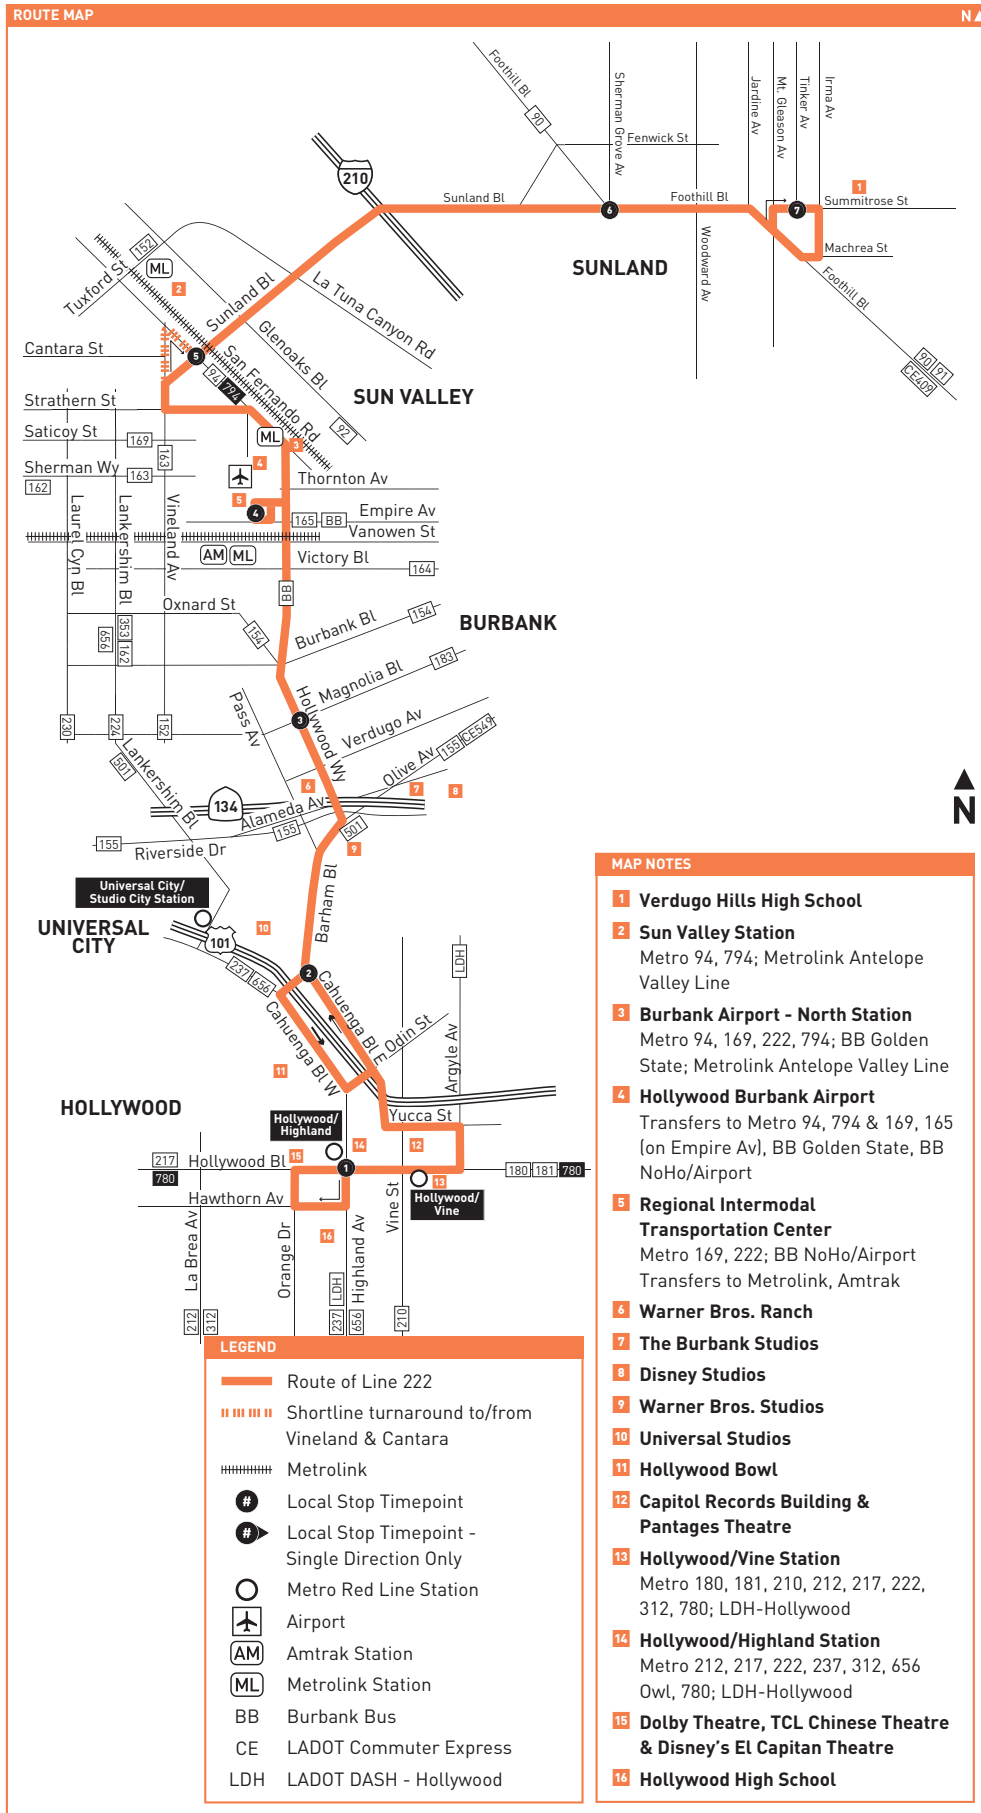 ROUTE MAP
N
Foothill Bl
90
Sherman Grove Av
Fenwick St
Jardine Av
Mt. Gleason Av
Tinker Av
Irma Av
210
Sunland Bl
Foothill Bl
1
Summitrose St
6
7
Woodward Av
Machrea St
SUNLAND
Foothill Bl
90
91
CE409
152
ML
Tuxford St
2
Sunland Bl
La Tuna Canyon Rd
Glenoaks Bl
Cantara St
5
San Fernando Rd
94
794
SUN VALLEY
92
Strathern St
Saticoy St
169
163
ML
3
Sherman Wy
163
162
4
Thornton Av
5
4
Empire Av
165
BB
Vanowen St
Laurel Cyn Bl
Lankershim Bl
Vineland Av
AM
ML
Victory Bl
164
BB
Oxnard St
154
Burbank Bl
154
BURBANK
656
353
162
Magnolia Bl
183
230
224
152
Pass Av
3
Hollywood Wy
Verdugo Av
Olive Av
155
CE549
501
Lankershim Bl
6
7
8
134
Alameda Av
155
501
155
Riverside Dr
9
Universal City/
Studio City Station
Barham Bl
UNIVERSAL
CITY
10
101
237
656
2
LDH
Cahuenga Bl W
Cahuenga Bl E
Odin St
Argyle Av
11
HOLLYWOOD
Hollywood/
Highland
Yucca St
14
12
15
217
Hollywood Bl
1
180
181
780
780
13
Hawthorn Av
Hollywood/
Vine
Vine St
16
La Brea Av
Orange Dr
Highland Av
LDH
212
312
237
656
210
N
LEGEND
Route of Line 222
Shortline turnaround to/from
Vineland & Cantara
Metrolink
# Local Stop Timepoint
# Local Stop Timepoint -
Single Direction Only
Metro Red Line Station
Airport
AM Amtrak Station
ML Metrolink Station
BB Burbank Bus
CE LADOT Commuter Express
LDH LADOT DASH - Hollywood
MAP NOTES
1 Verdugo Hills High School
2 Sun Valley Station
Metro 94, 794; Metrolink Antelope
Valley Line
3 Burbank Airport - North Station
Metro 94, 169, 222, 794; BB Golden
State; Metrolink Antelope Valley Line
4 Hollywood Burbank Airport
Transfers to Metro 94, 794 & 169, 165
(on Empire Av), BB Golden State, BB
NoHo/Airport
5 Regional Intermodal
Transportation Center
Metro 169, 222; BB NoHo/Airport
Transfers to Metrolink, Amtrak
6 Warner Bros. Ranch
7 The Burbank Studios
8 Disney Studios
9 Warner Bros. Studios
10 Universal Studios
11 Hollywood Bowl
12 Capitol Records Building &
Pantages Theatre
13 Hollywood/Vine Station
Metro 180, 181, 210, 212, 217, 222,
312, 780; LDH-Hollywood
14 Hollywood/Highland Station
Metro 212, 217, 222, 237, 312, 656
Owl, 780; LDH-Hollywood
15 Dolby Theatre, TCL Chinese Theatre
& Disney's El Capitan Theatre
16 Hollywood High School